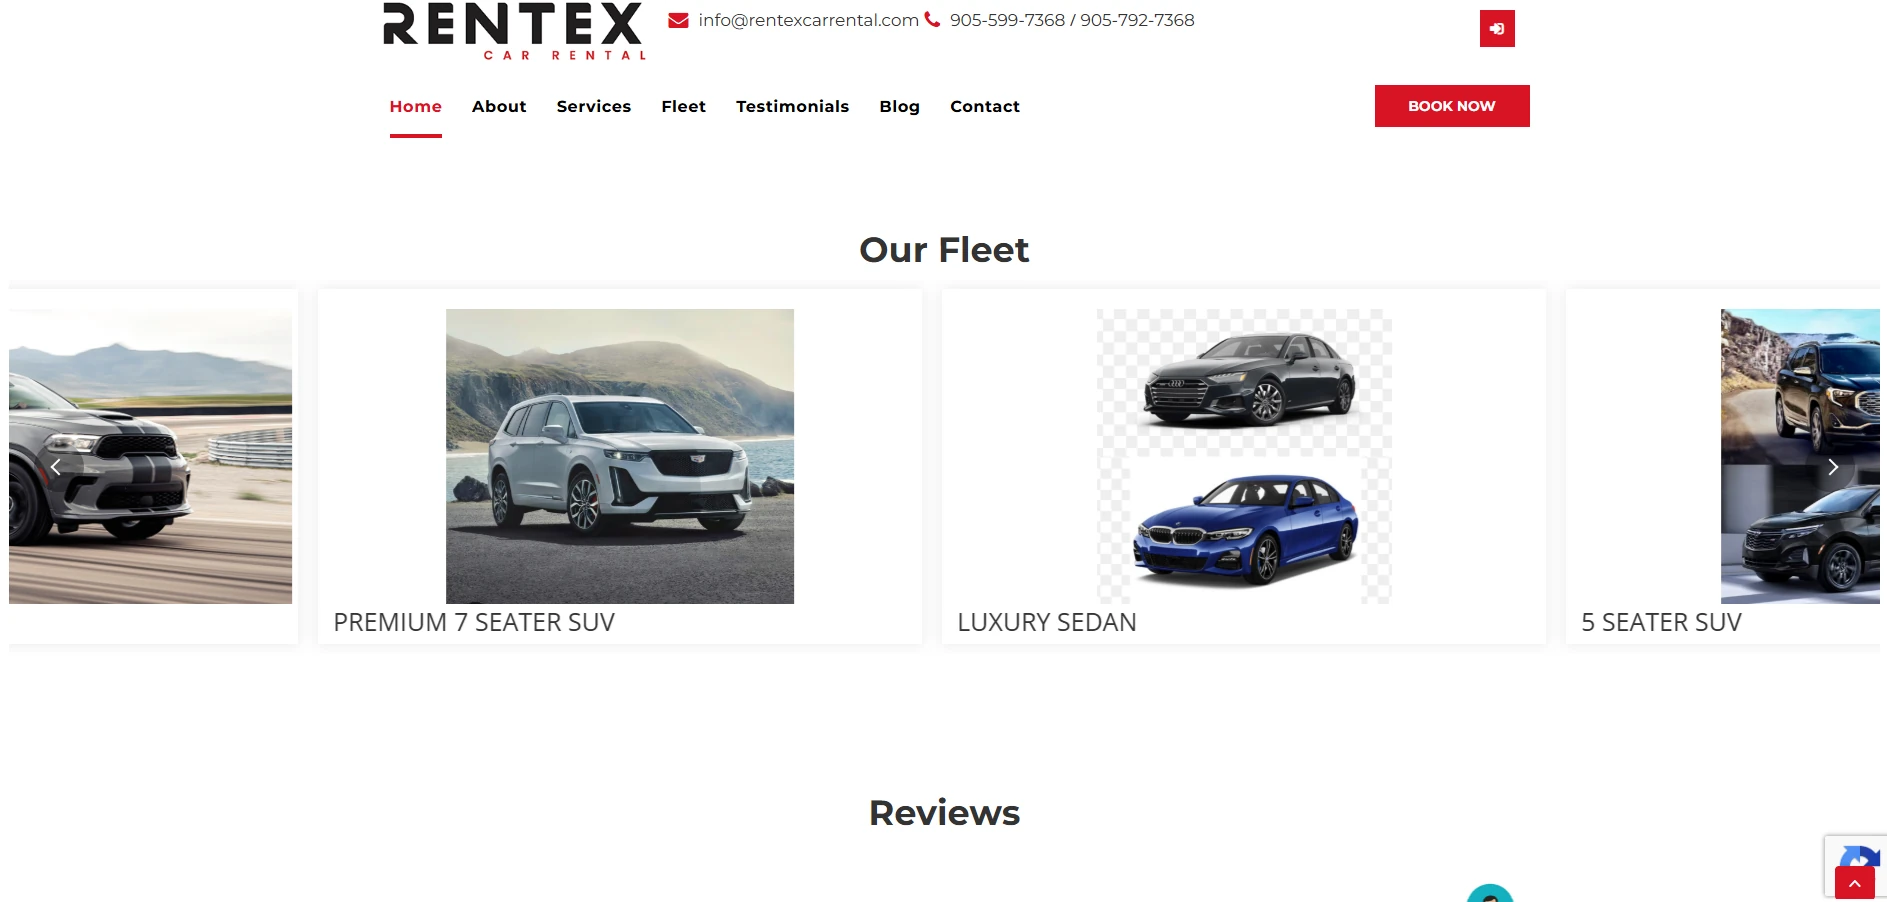 RENTEX
CAR RENTAL
info@rentexcarrental.com 905-599-7368 / 905-792-7368
Home About Services Fleet Testimonials Blog Contact
BOOK NOW
Our Fleet
PREMIUM 7 SEATER SUV
LUXURY SEDAN
5 SEATER SUV
Reviews